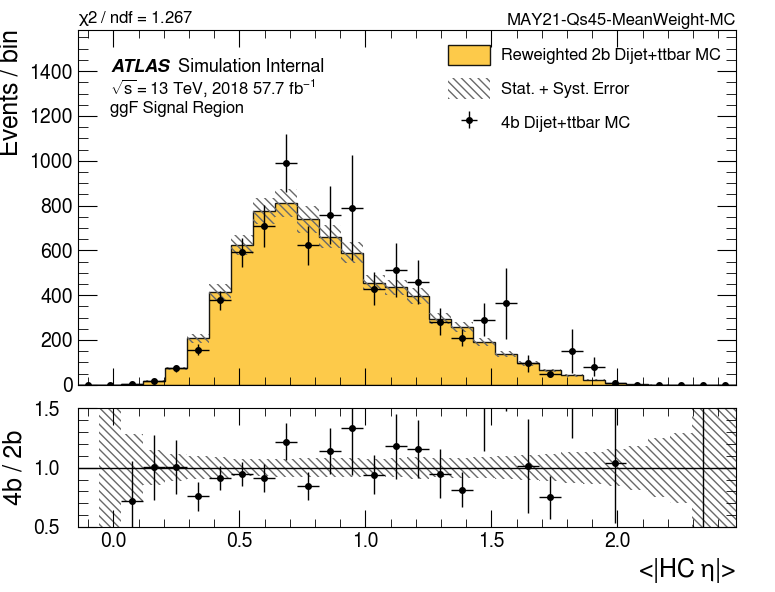 χ2 / ndf = 1.267
MAY21-Qs45-MeanWeight-MC
Events / bin
1400
1200
1000
800
600
400
200
0
ATLAS Simulation Internal
√s = 13 TeV, 2018 57.7 fb⁻¹
ggF Signal Region
Reweighted 2b Dijet+ttbar MC
Stat. + Syst. Error
4b Dijet+ttbar MC
4b / 2b
1.5
1.0
0.5
0.0 0.5 1.0 1.5 2.0
<|HC η|>